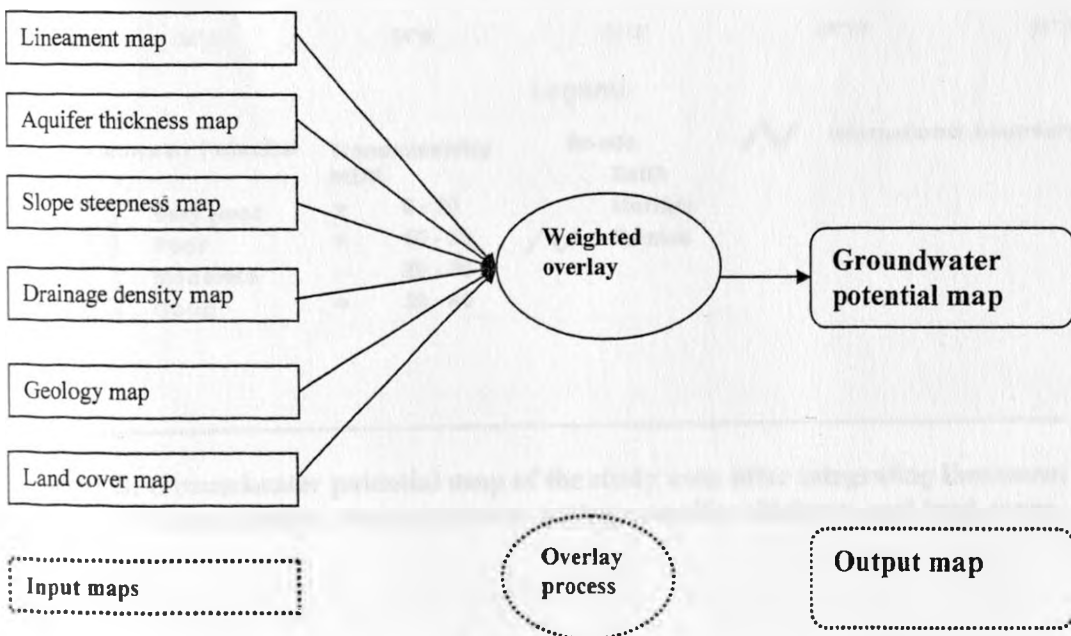 Lineament map
Aquifer thickness map
Slope steepness map
Drainage density map
Geology map
Land cover map
Weighted
overlay
Groundwater
potential map
Input maps
Overlay
process
Output map